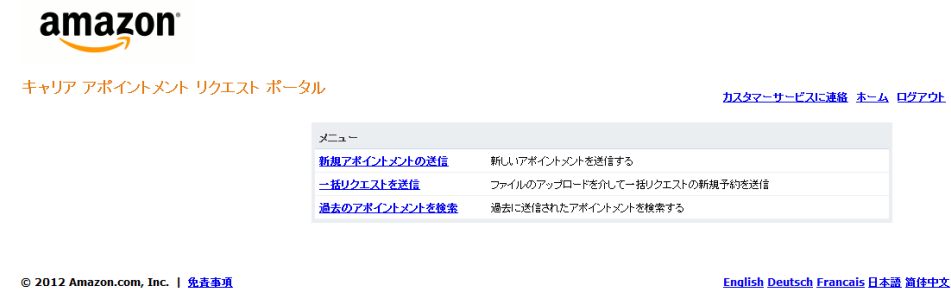 amazon
キャリア アポイントメント リクエスト ポータル
カスタマーサービスに連絡 ホーム ログアウト
メニュー
新規アポイントメントの送信 新しいアポイントメントを送信する
一括リクエストを送信 ファイルのアップロードを介して一括リクエストの新規予約を送信
過去のアポイントメントを検索 過去に送信されたアポイントメントを検索する
© 2012 Amazon.com, Inc. | 免責事項
English Deutsch Francais 日本語 简体中文